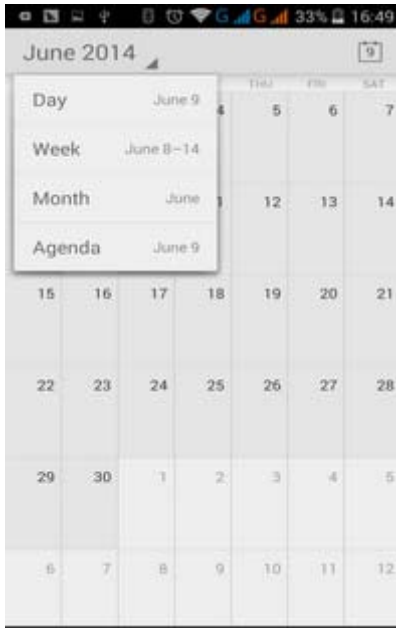 G G 33% 16:49
June 2014 9
THU FRI SAT
Day June 9 4 5 6 7
Week June 8–14
Month June 1 12 13 14
Agenda June 9
15 16 17 18 19 20 21
22 23 24 25 26 27 28
29 30 1 2 3 4 5
6 7 8 9 10 11 12